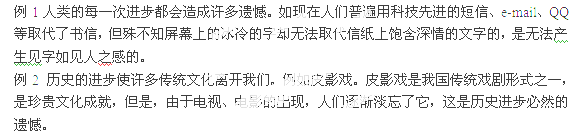 例 1 人类的每一次进步都会造成许多遗憾。如现在人们普遍用科技先进的短信、e-mail、QQ
等取代了书信，但殊不知屏幕上的冰冷的字却无法取代信纸上饱含深情的文字的，是无法产
生见字如见人之感的。
例 2 历史的进步使许多传统文化离开我们，例如皮影戏。皮影戏是我国传统戏剧形式之一，
是珍贵文化成就，但是，由于电视、电影的出现，人们逐渐淡忘了它，这是历史进步必然的
遗憾。